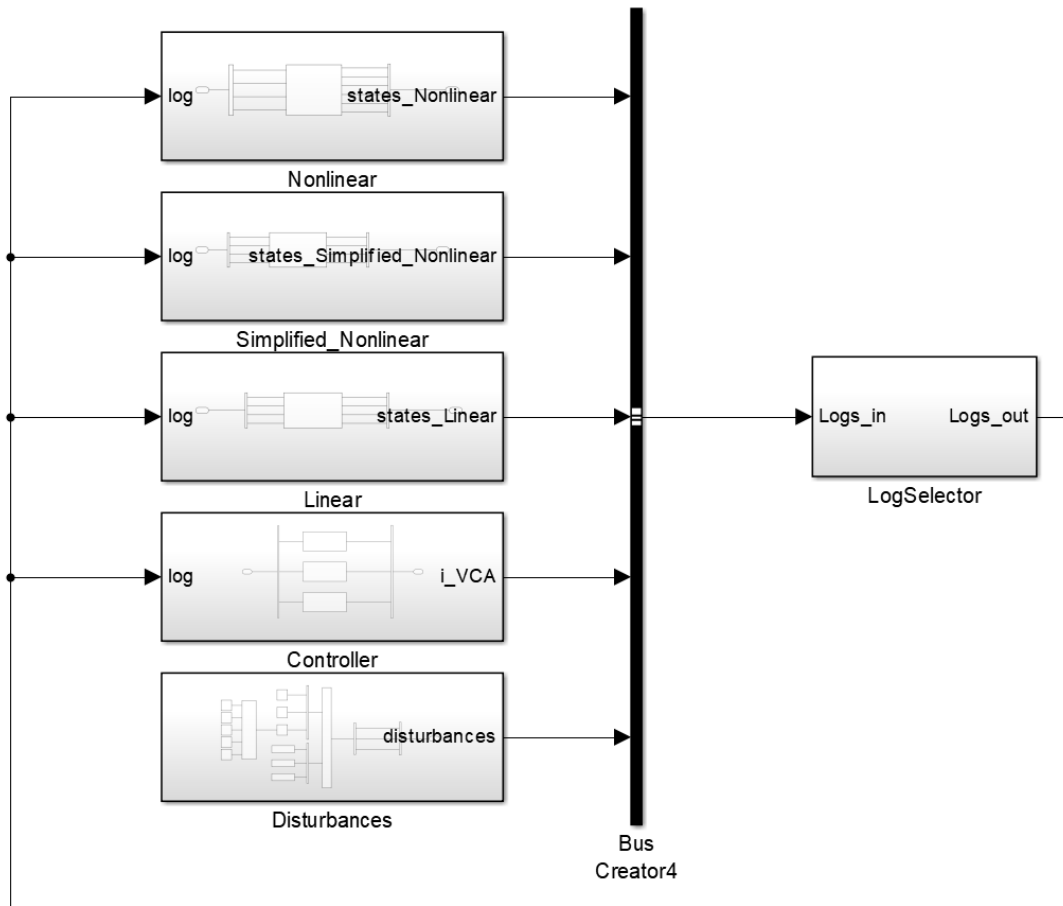 log
states_Nonlinear
Nonlinear
log
states_Simplified_Nonlinear
Simplified_Nonlinear
log
states_Linear
Linear
log
i_VCA
Controller
disturbances
Disturbances
Bus
Creator4
Logs_in
Logs_out
LogSelector